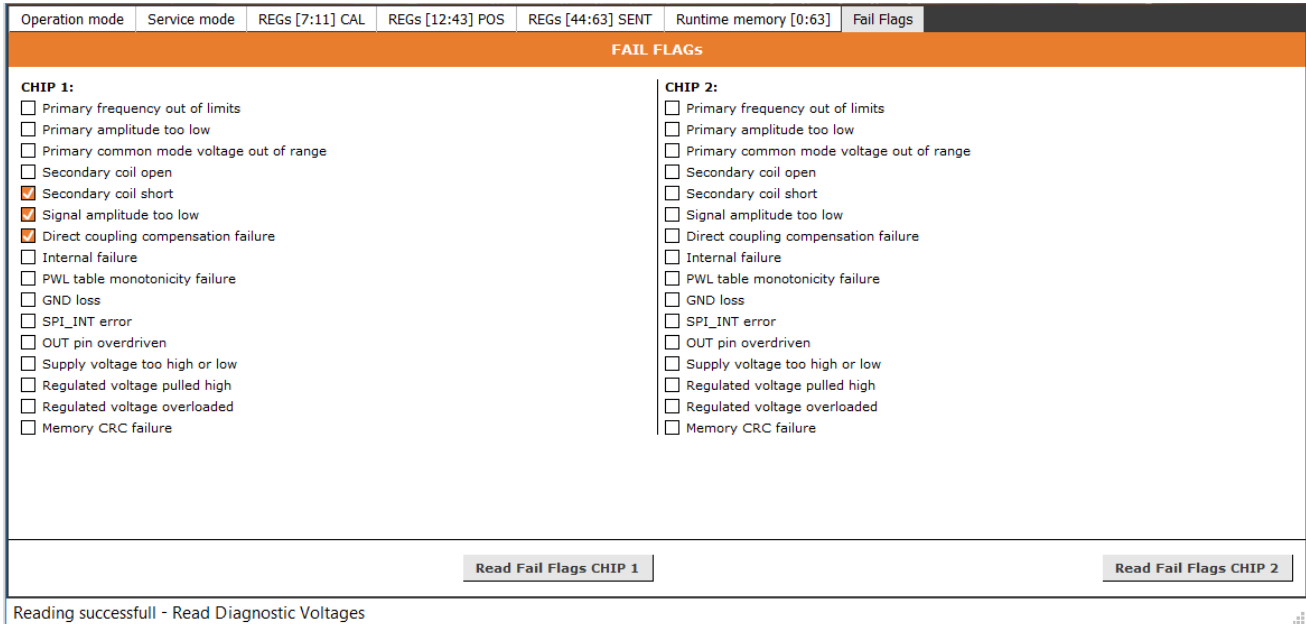 Operation mode Service mode REGs [7:11] CAL REGs [12:43] POS REGs [44:63] SENT Runtime memory [0:63] Fail Flags
FAIL FLAGs
CHIP 1:
Primary frequency out of limits
Primary amplitude too low
Primary common mode voltage out of range
Secondary coil open
Secondary coil short
Signal amplitude too low
Direct coupling compensation failure
Internal failure
PWL table monotonicity failure
GND loss
SPI_INT error
OUT pin overdriven
Supply voltage too high or low
Regulated voltage pulled high
Regulated voltage overloaded
Memory CRC failure
CHIP 2:
Primary frequency out of limits
Primary amplitude too low
Primary common mode voltage out of range
Secondary coil open
Secondary coil short
Signal amplitude too low
Direct coupling compensation failure
Internal failure
PWL table monotonicity failure
GND loss
SPI_INT error
OUT pin overdriven
Supply voltage too high or low
Regulated voltage pulled high
Regulated voltage overloaded
Memory CRC failure
Read Fail Flags CHIP 1
Read Fail Flags CHIP 2
Reading successfull - Read Diagnostic Voltages